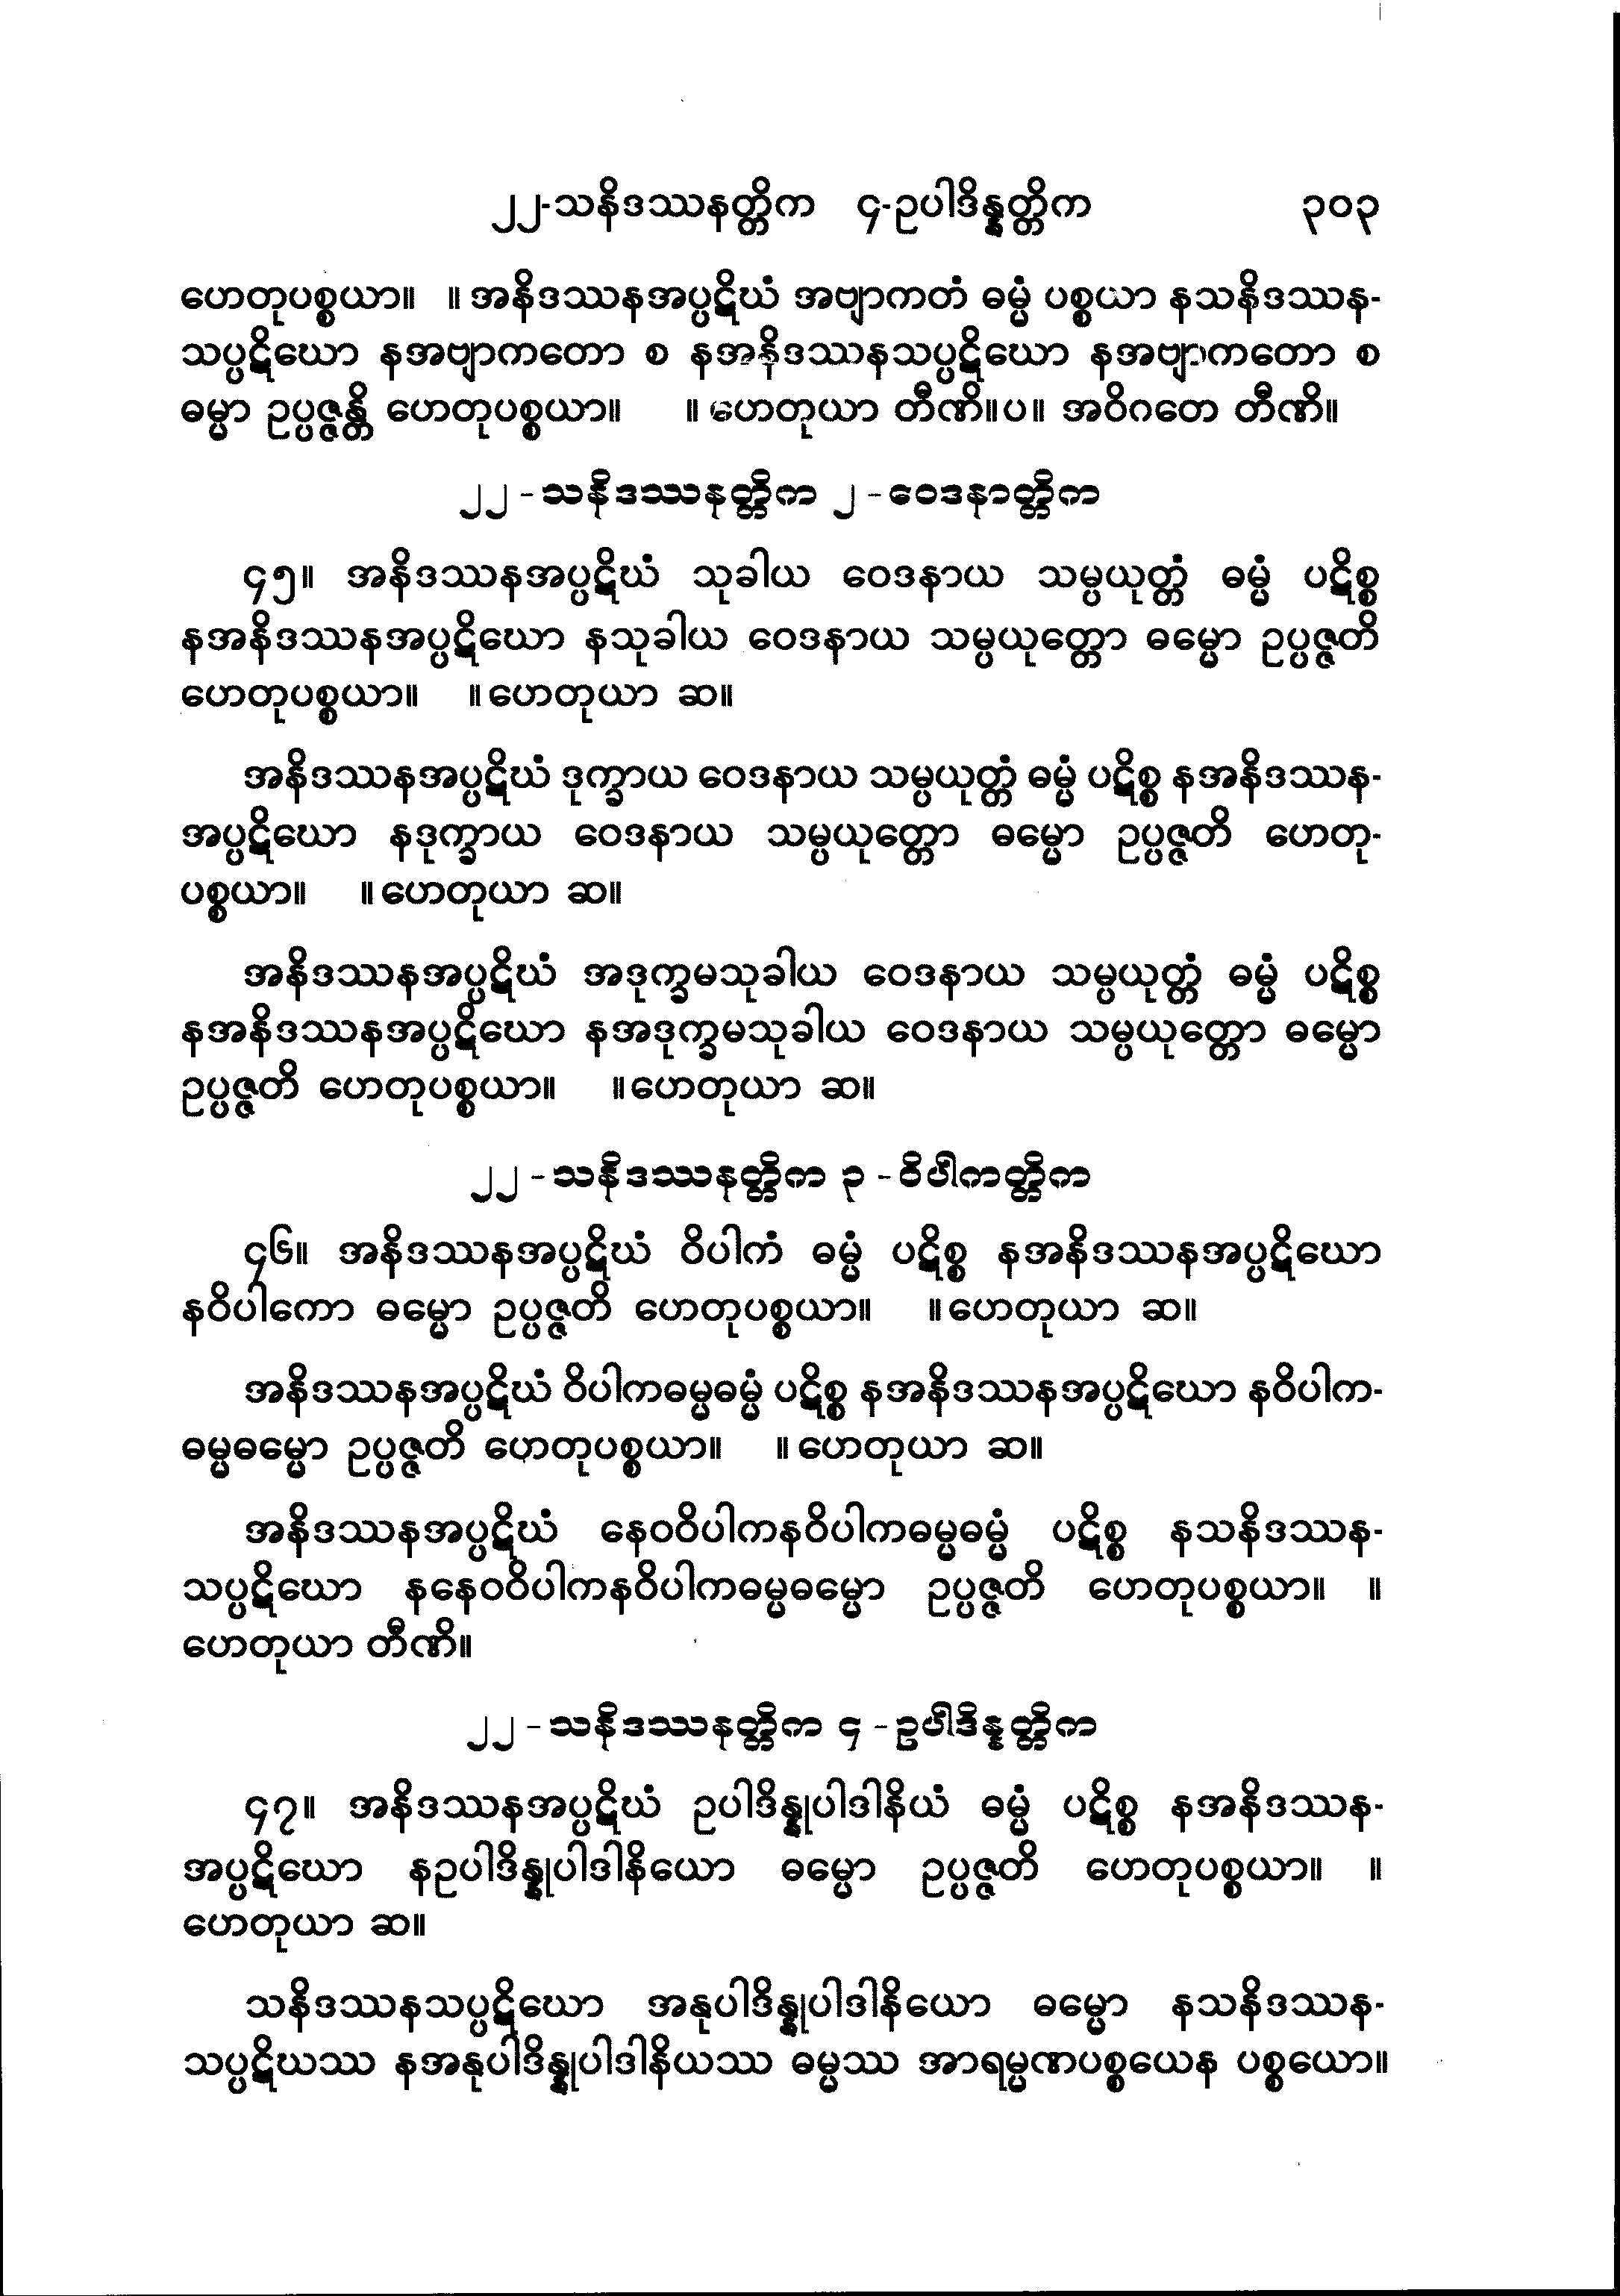 ၂၂-သနိဒဿနတ္တိက ၄-ဥပါဒိန္နတ္တိက ၃၀၃
ဟေတုပစ္စယာ။ ။ အနိဒဿနအပ္ပဋိဃံ အဗျာကတံ ဓမ္မံ ပစ္စယာ နသနိဒဿန-
သပ္ပဋိဃော နအဗျာကတော စ နအနိဒဿနသပ္ပဋိဃော နအဗျာကတော စ
ဓမ္မာ ဥပ္ပဇ္ဇန္တိ ဟေတုပစ္စယာ။ ။ ဟေတုယာ တီဏိ။ပ။ အဝိဂတေ တီဏိ။
၂၂ - သနိဒဿနတ္တိက ၂ - ဝေဒနာတ္တိက
၄၅။ အနိဒဿနအပ္ပဋိဃံ သုခါယ ဝေဒနာယ သမ္ပယုတ္တံ ဓမ္မံ ပဋိစ္စ
နအနိဒဿနအပ္ပဋိဃော နသုခါယ ဝေဒနာယ သမ္ပယုတ္တော ဓမ္မော ဥပ္ပဇ္ဇတိ
ဟေတုပစ္စယာ။ ။ ဟေတုယာ ဆ။
အနိဒဿနအပ္ပဋိဃံ ဒုက္ခာယ ဝေဒနာယ သမ္ပယုတ္တံ ဓမ္မံ ပဋိစ္စ နအနိဒဿန-
အပ္ပဋိဃော နဒုက္ခာယ ဝေဒနာယ သမ္ပယုတ္တော ဓမ္မော ဥပ္ပဇ္ဇတိ ဟေတု-
ပစ္စယာ။ ။ ဟေတုယာ ဆ။
အနိဒဿနအပ္ပဋိဃံ အဒုက္ခမသုခါယ ဝေဒနာယ သမ္ပယုတ္တံ ဓမ္မံ ပဋိစ္စ
နအနိဒဿနအပ္ပဋိဃော နအဒုက္ခမသုခါယ ဝေဒနာယ သမ္ပယုတ္တော ဓမ္မော
ဥပ္ပဇ္ဇတိ ဟေတုပစ္စယာ။ ။ ဟေတုယာ ဆ။
၂၂ - သနိဒဿနတ္တိက ၃ - ဝိပါကတ္တိက
၄၆။ အနိဒဿနအပ္ပဋိဃံ ဝိပါကံ ဓမ္မံ ပဋိစ္စ နအနိဒဿနအပ္ပဋိဃော
နဝိပါကော ဓမ္မော ဥပ္ပဇ္ဇတိ ဟေတုပစ္စယာ။ ။ ဟေတုယာ ဆ။
အနိဒဿနအပ္ပဋိဃံ ဝိပါကဓမ္မဓမ္မံ ပဋိစ္စ နအနိဒဿနအပ္ပဋိဃော နဝိပါက-
ဓမ္မဓမ္မော ဥပ္ပဇ္ဇတိ ဟေတုပစ္စယာ။ ။ ဟေတုယာ ဆ။
အနိဒဿနအပ္ပဋိဃံ နေဝဝိပါကနဝိပါကဓမ္မဓမ္မံ ပဋိစ္စ နသနိဒဿန-
သပ္ပဋိဃော နနေဝဝိပါကနဝိပါကဓမ္မဓမ္မော ဥပ္ပဇ္ဇတိ ဟေတုပစ္စယာ။ ။
ဟေတုယာ တီဏိ။
၂၂ - သနိဒဿနတ္တိက ၄ - ဥပါဒိန္နတ္တိက
၄၇။ အနိဒဿနအပ္ပဋိဃံ ဥပါဒိန္နုပါဒါနိယံ ဓမ္မံ ပဋိစ္စ နအနိဒဿန-
အပ္ပဋိဃော နဥပါဒိန္နုပါဒါနိယော ဓမ္မော ဥပ္ပဇ္ဇတိ ဟေတုပစ္စယာ။ ။
ဟေတုယာ ဆ။
သနိဒဿနသပ္ပဋိဃော အနုပါဒိန္နုပါဒါနိယော ဓမ္မော နသနိဒဿန-
သပ္ပဋိဃဿ နအနုပါဒိန္နုပါဒါနိယဿ ဓမ္မဿ အာရမ္မဏပစ္စယေန ပစ္စယော။